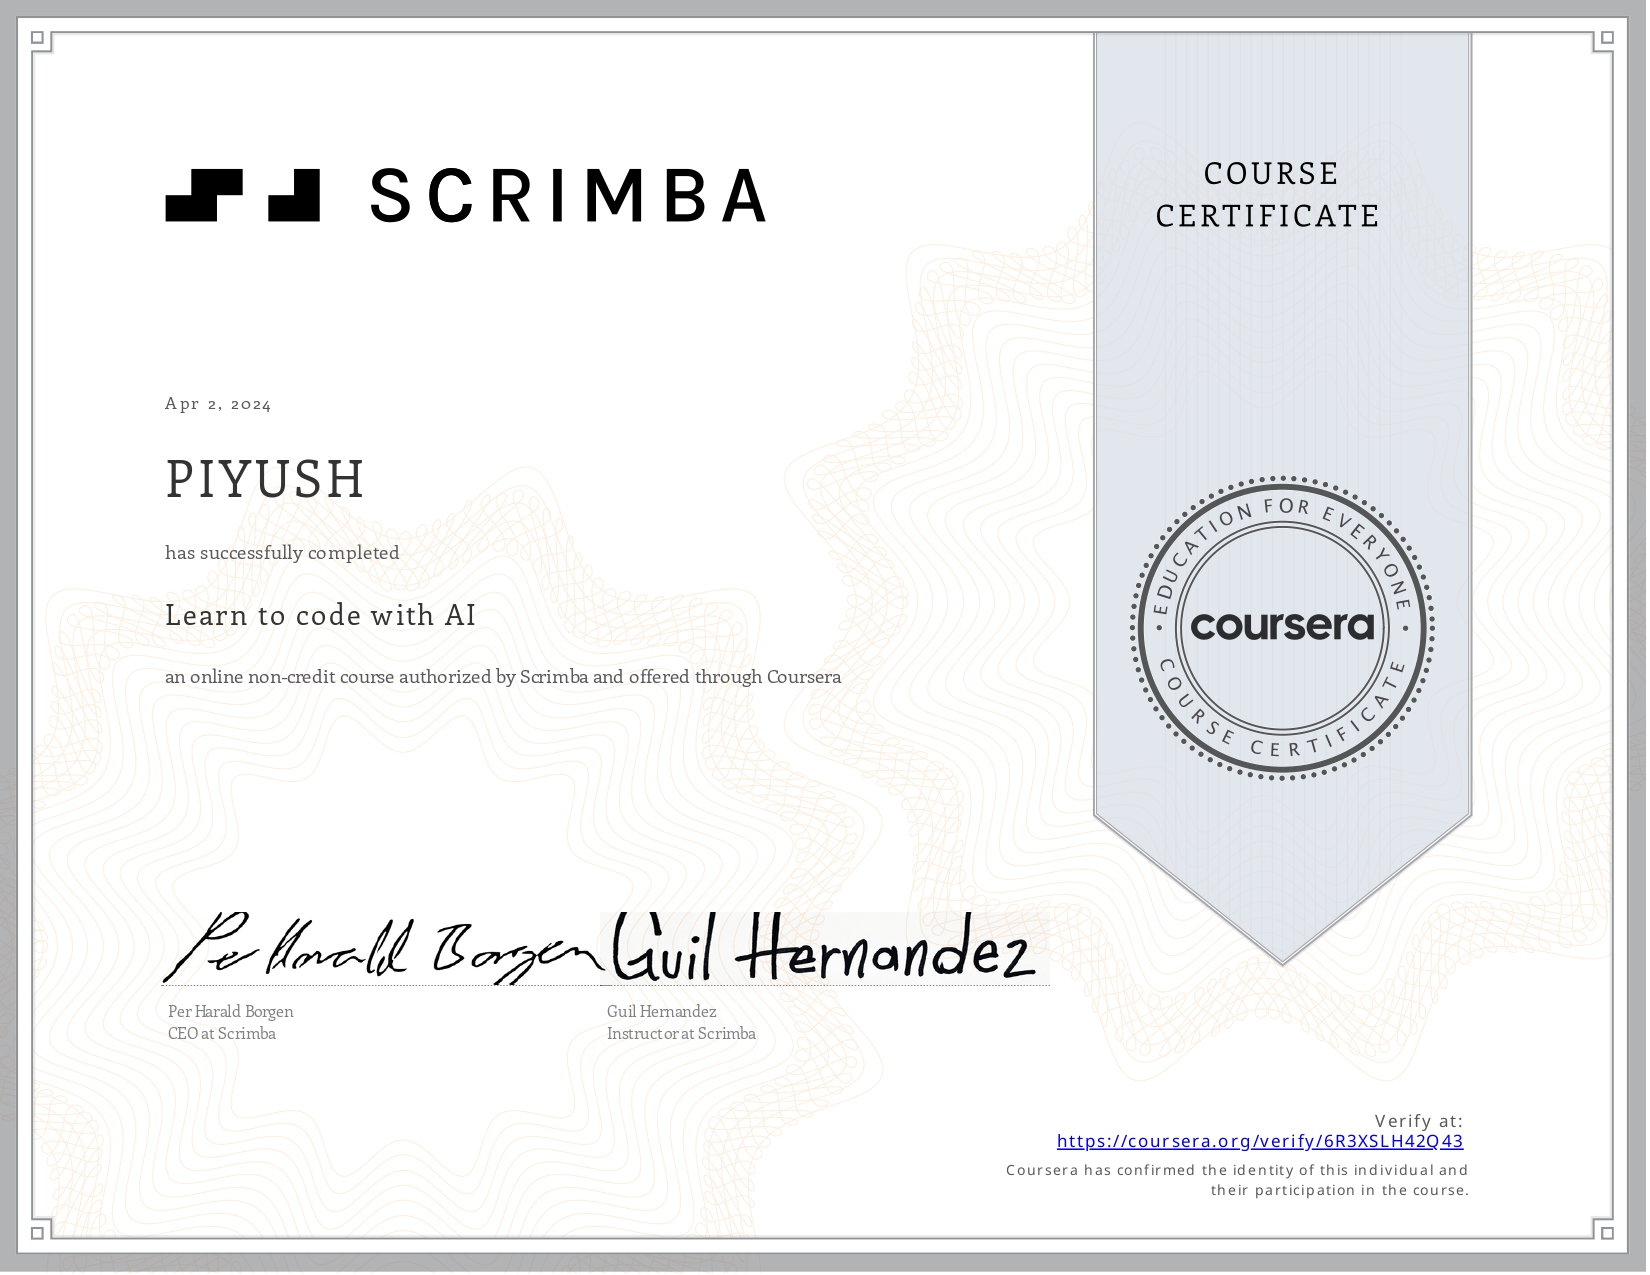 SCRIMBA
COURSE
CERTIFICATE
Apr 2, 2024
PIYUSH
has successfully completed
Learn to code with AI
an online non-credit course authorized by Scrimba and offered through Coursera
EDUCATION FOR EVERYONE
coursera
COURSE CERTIFICATE
Per Harald Borgen
Guil Hernandez
Per Harald Borgen
CEO at Scrimba
Guil Hernandez
Instructor at Scrimba
Verify at:
https://coursera.org/verify/6R3XSLH42Q43
Coursera has confirmed the identity of this individual and
their participation in the course.